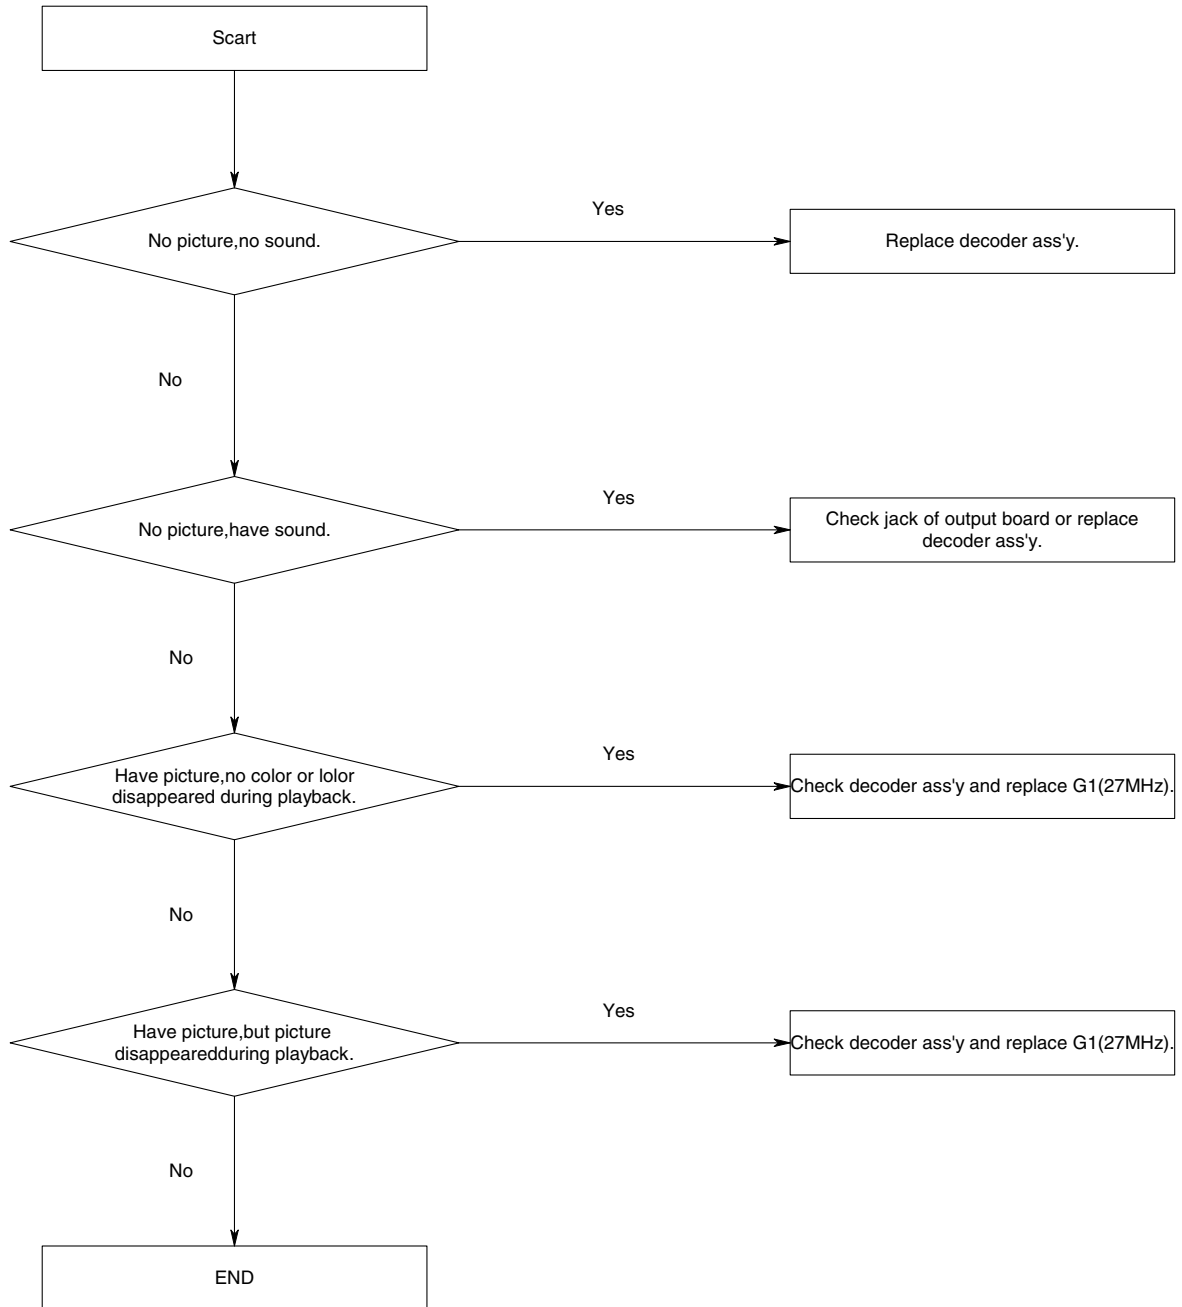 Scart
No picture,no sound.
Yes
Replace decoder ass'y.
No
No picture,have sound.
Yes
Check jack of output board or replace
decoder ass'y.
No
Have picture,no color or lolor
disappeared during playback.
Yes
Check decoder ass'y and replace G1(27MHz).
No
Have picture,but picture
disappearedduring playback.
Yes
Check decoder ass'y and replace G1(27MHz).
No
END